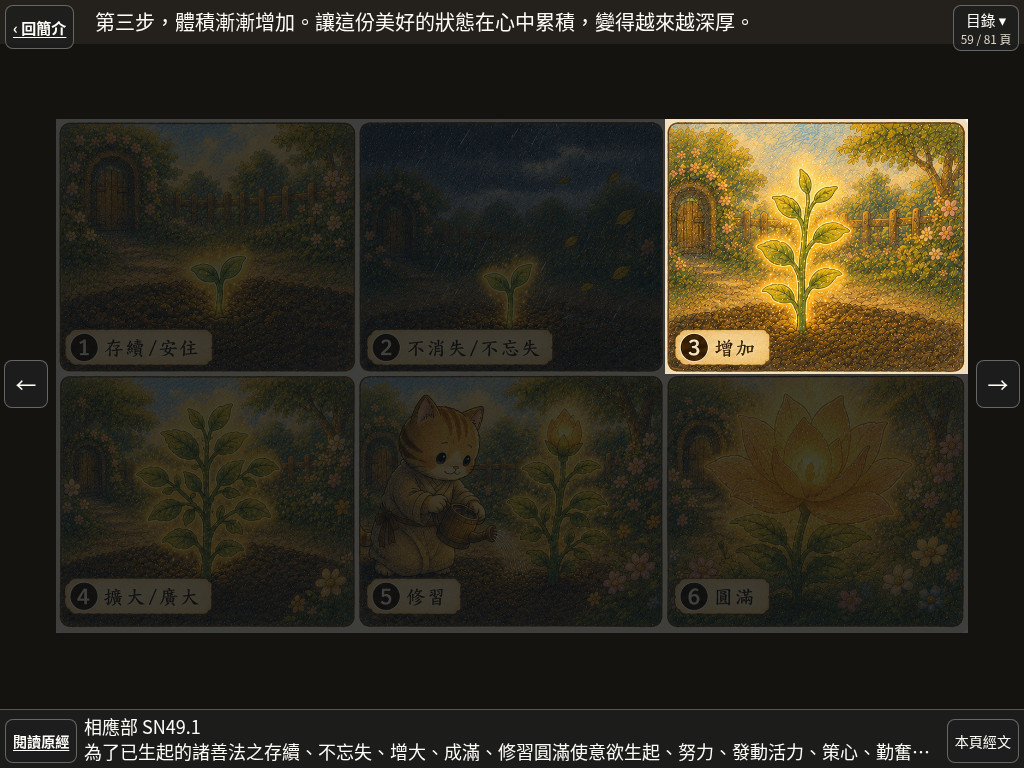 ‹ 回簡介
第三步，體積漸漸增加。讓這份美好的狀態在心中累積，變得越來越深厚。
目錄 ▾
59 / 81 頁
1 存續/安住
2 不消失/不忘失
3 增加
←
→
4 擴大/廣大
5 修習
6 圓滿
閱讀原經
相應部 SN49.1
為了已生起的諸善法之存續、不忘失、增大、成滿、修習圓滿使意欲生起、努力、發動活力、策心、勤奮⋯
本頁經文